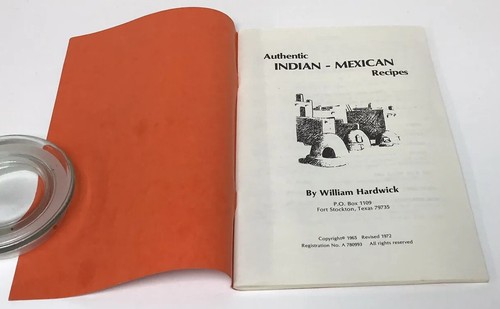 Authentic
INDIAN - MEXICAN
Recipes
By William Hardwick
P.O. Box 1109
Fort Stockton, Texas 79735
Copyright® 1965 Revised 1972
Registration No. A 780993 All rights reserved